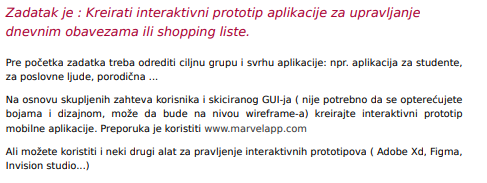 Zadatak je : Kreirati interaktivni prototip aplikacije za upravljanje
dnevnim obavezama ili shopping liste.
Pre početka zadatka treba odrediti ciljnu grupu i svrhu aplikacije: npr. aplikacija za studente,
za poslovne ljude, porodična ...
Na osnovu skupljenih zahteva korisnika i skiciranog GUI-ja ( nije potrebno da se opterećujete
bojama i dizajnom, može da bude na nivou wireframe-a) kreirajte interaktivni prototip
mobilne aplikacije. Preporuka je koristiti www.marvelapp.com
Ali možete koristiti i neki drugi alat za pravljenje interaktivnih prototipova ( Adobe Xd, Figma,
Invision studio...)